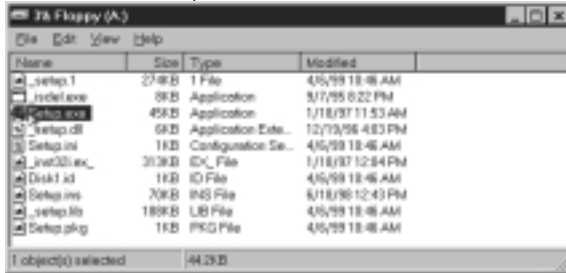 3½ Floppy (A:)
File Edit View Help
Name Size Type Modified
_setup.1 274KB 1 File 4/6/99 10:46 AM
_isdel.exe 8KB Application 9/7/95 8:22 PM
Setup.exe 45KB Application 1/18/97 11:53 AM
_setup.dll 6KB Application Exte... 12/19/96 4:03 PM
Setup.ini 1KB Configuration Se... 4/6/99 10:46 AM
_inst32i.ex_ 313KB EX_ File 1/18/97 12:04 PM
Disk1.id 1KB ID File 4/6/99 10:46 AM
Setup.ins 70KB INS File 6/18/98 12:43 PM
_setup.lib 188KB LIB File 4/6/99 10:46 AM
Setup.pkg 1KB PKG File 4/6/99 10:46 AM
1 object(s) selected 44.2KB